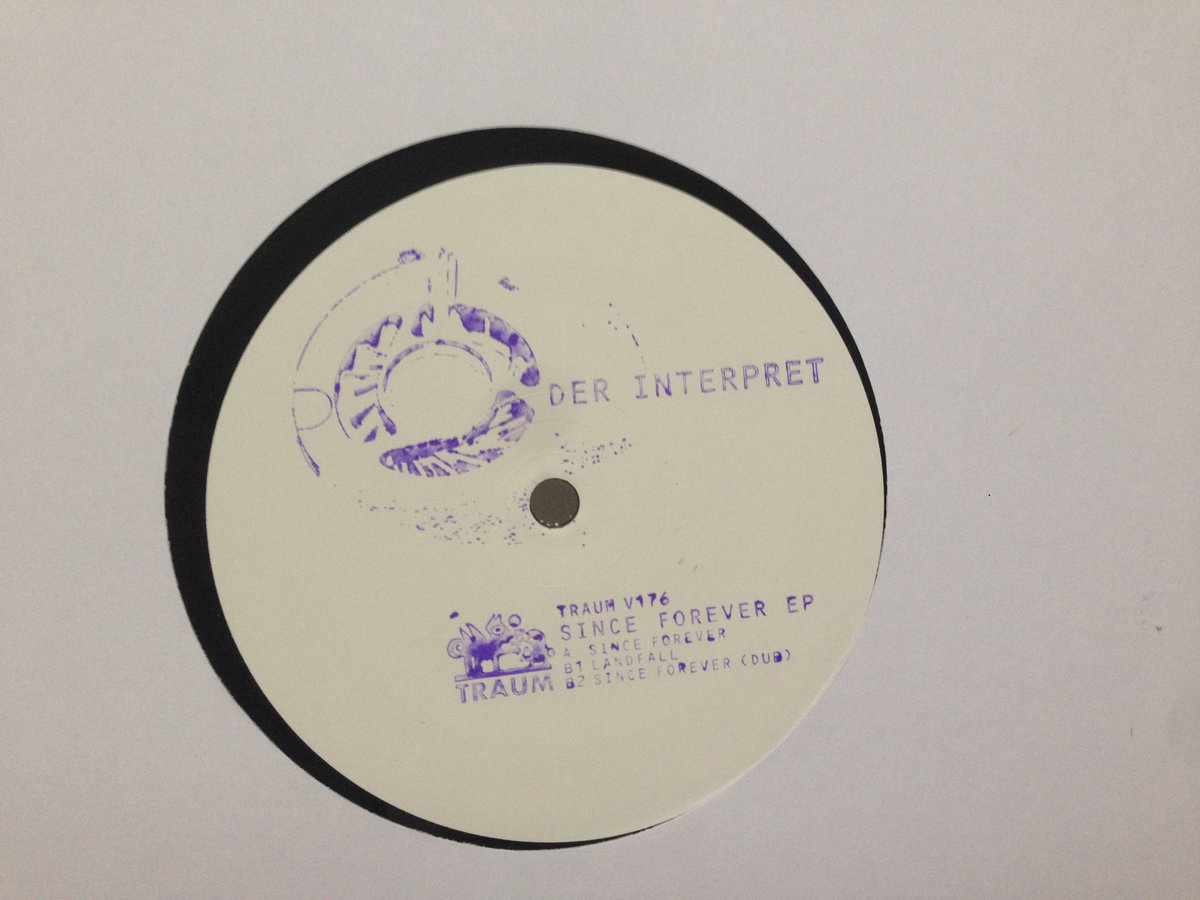 DER INTERPRET
TRAUM V176
SINCE FOREVER EP
A SINCE FOREVER
B1 LANDFALL
B2 SINCE FOREVER (DUB)
TRAUM